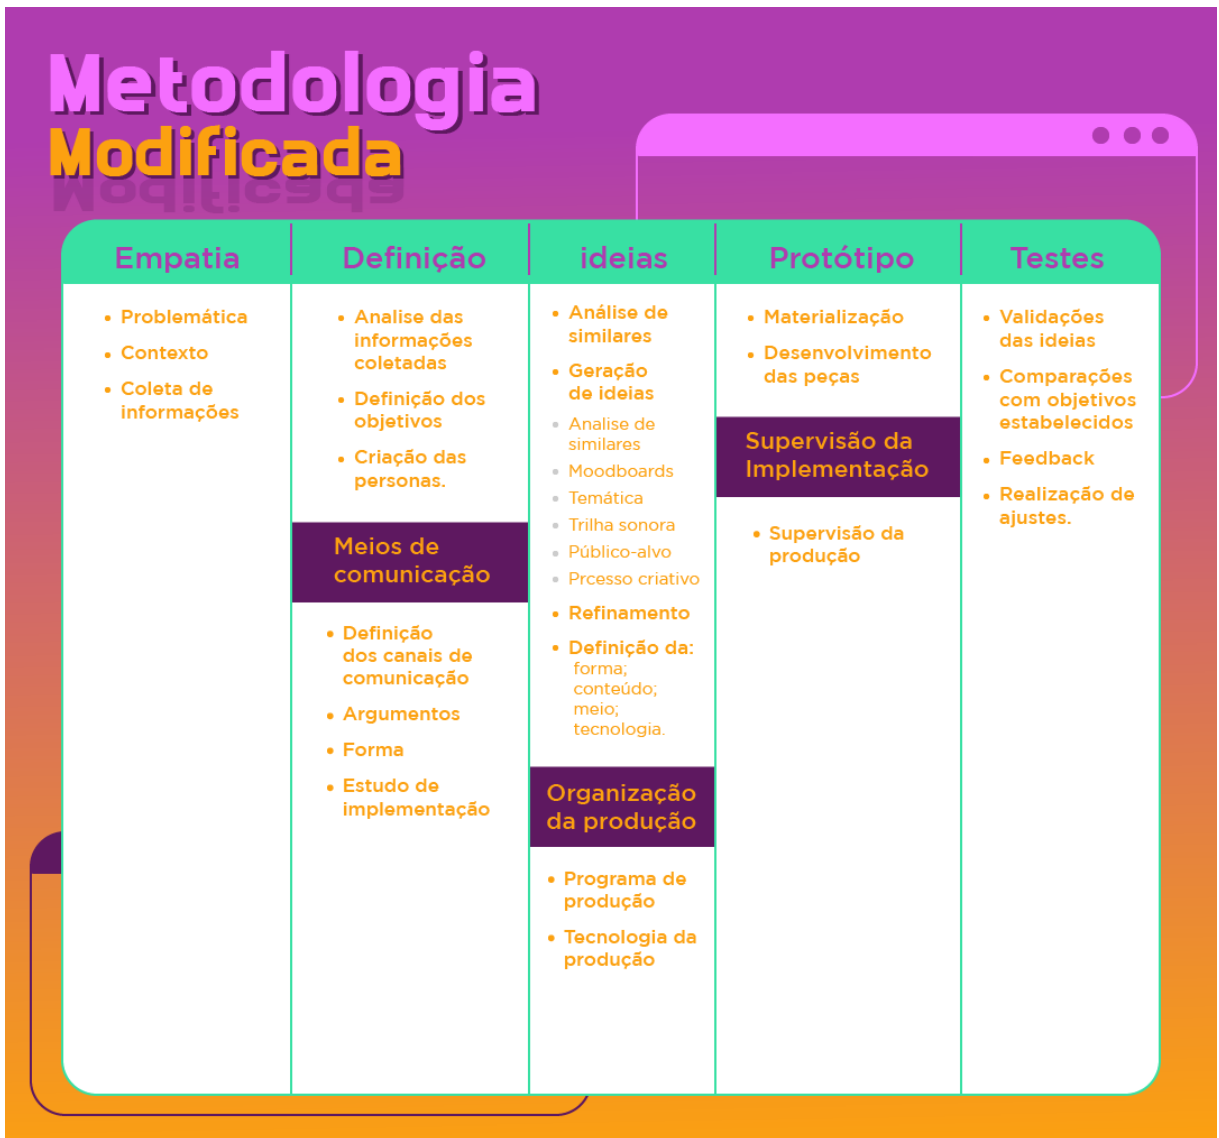 Metodologia
Modificada
Empatia
Problemática
Contexto
Coleta de
informações
Definição
Analise das
informações
coletadas
Definição dos
objetivos
Criação das
personas.
Meios de
comunicação
Definição
dos canais de
comunicação
Argumentos
Forma
Estudo de
implementação
ideias
Análise de
similares
Geração
de ideias
Analise de
similares
Moodboards
Temática
Trilha sonora
Público-alvo
Prcesso criativo
Refinamento
Definição da:
forma;
conteúdo;
meio;
tecnologia.
Organização
da produção
Programa de
produção
Tecnologia da
produção
Protótipo
Materialização
Desenvolvimento
das peças
Supervisão da
Implementação
Supervisão da
produção
Testes
Validações
das ideias
Comparações
com objetivos
estabelecidos
Feedback
Realização de
ajustes.